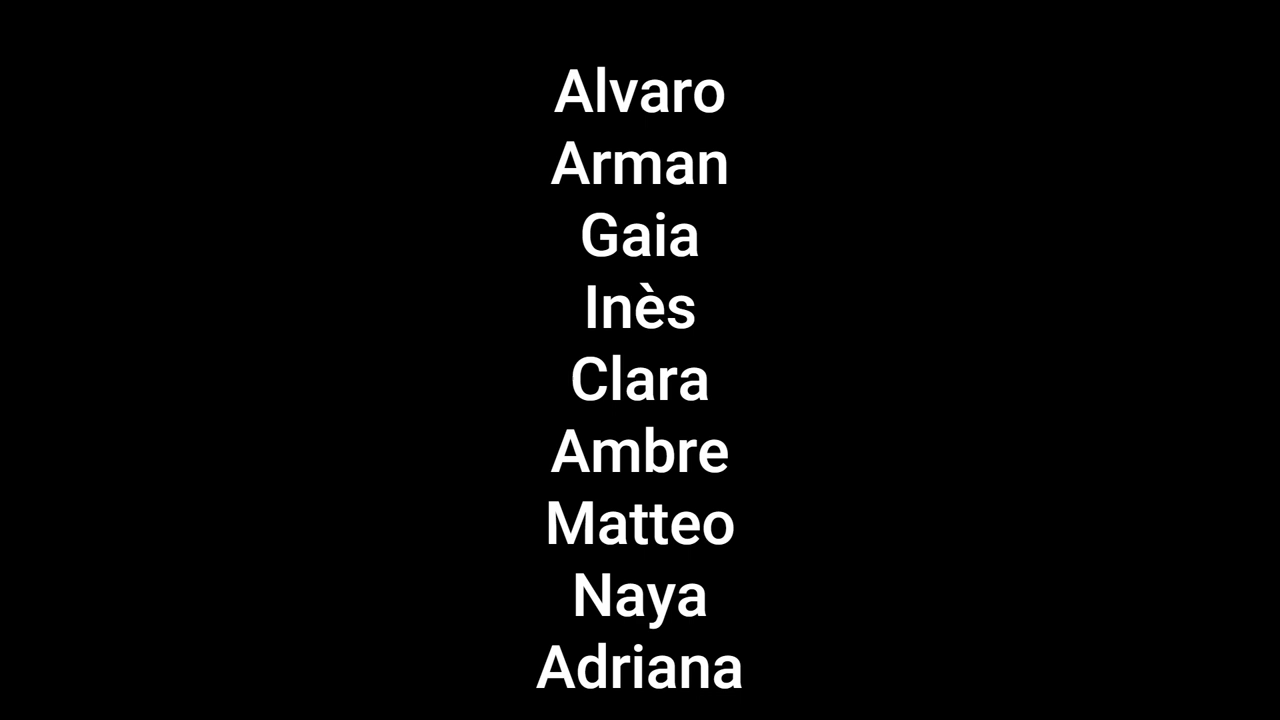 Alvaro
Arman
Gaia
Inès
Clara
Ambre
Matteo
Naya
Adriana